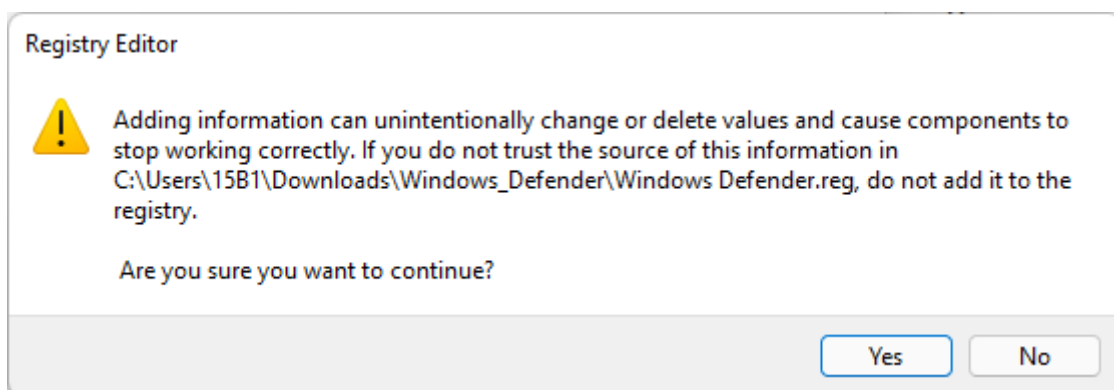 Registry Editor
Adding information can unintentionally change or delete values and cause components to
stop working correctly. If you do not trust the source of this information in
C:\Users\15B1\Downloads\Windows_Defender\Windows Defender.reg, do not add it to the
registry.
Are you sure you want to continue?
Yes
No